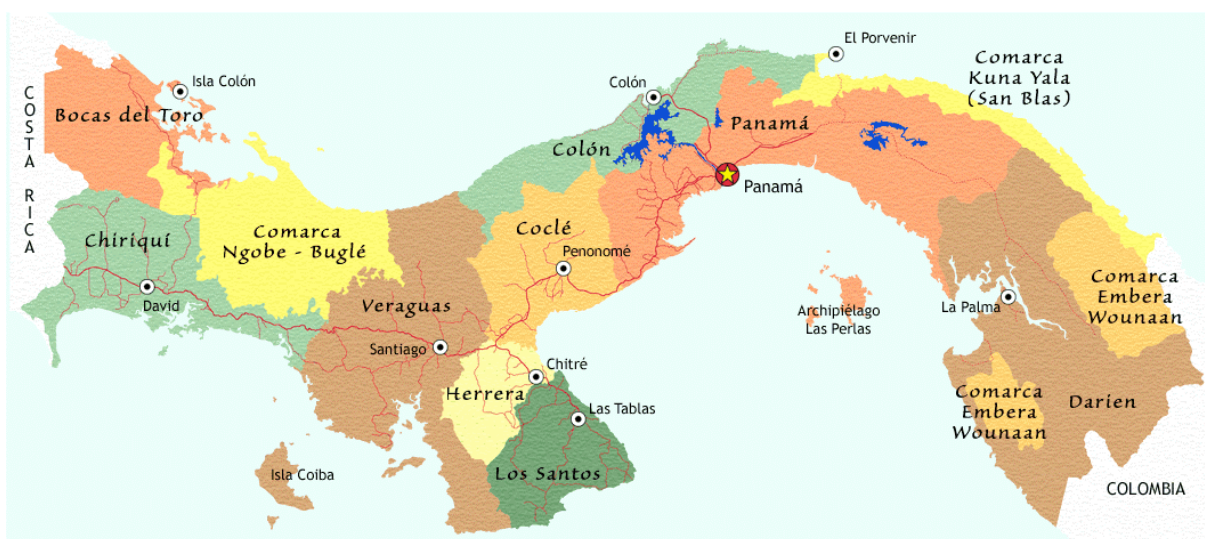 El Porvenir
Comarca
Kuna Yala
(San Blas)
Isla Colón
Colón
COSTA
RICA
Bocas del Toro
Panamá
Colón
Panamá
Chiriquí
Comarca
Ngobe - Buglé
Coclé
Penonomé
David
Veraguas
Comarca
Embera
Wounaan
La Palma
Archipiélago
Las Perlas
Santiago
Chitré
Herrera
Las Tablas
Comarca
Embera
Wounaan
Darien
Isla Coiba
Los Santos
COLOMBIA